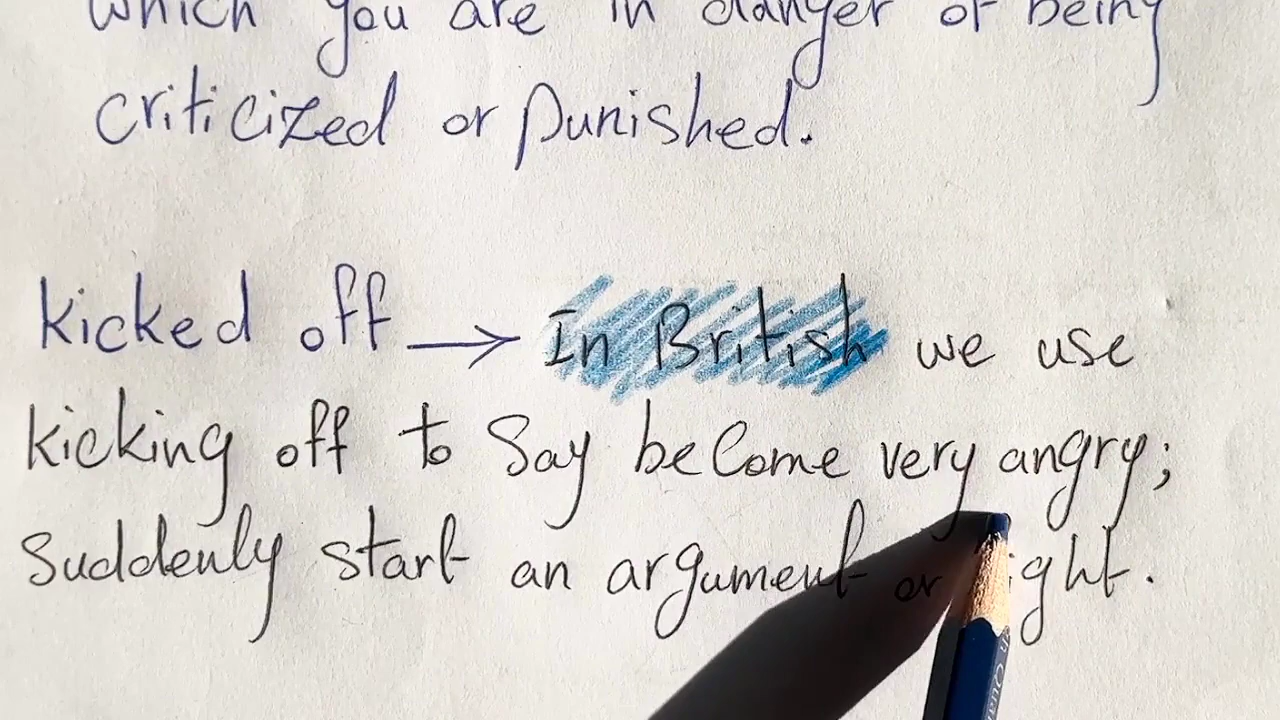 which you are in danger of being
criticized or punished.
kicked off → In British we use
kicking off to Say become very angry;
Suddenly start an argument or fight.